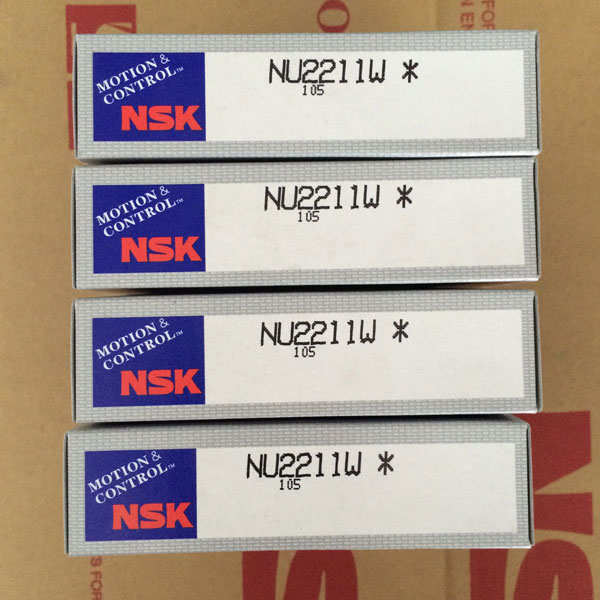 MOTION &
CONTROL™
NSK
NU2211W *
105
MOTION &
CONTROL™
NSK
NU2211W *
105
MOTION &
CONTROL™
NSK
NU2211W *
105
MOTION &
CONTROL™
NSK
NU2211W *
105